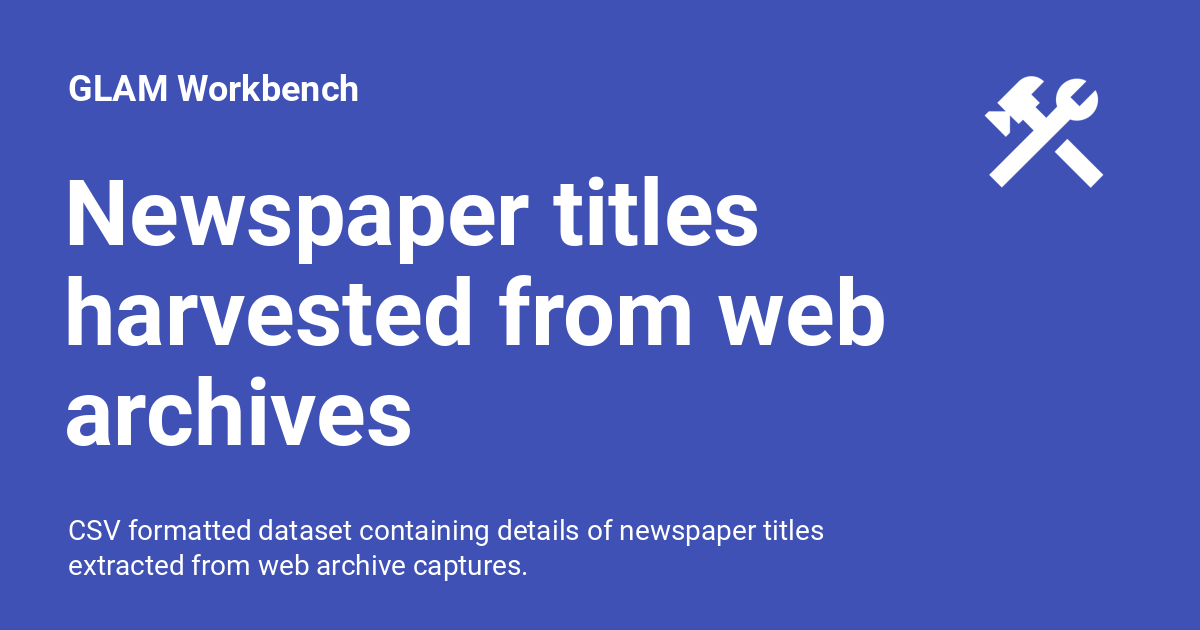 GLAM Workbench
Newspaper titles
harvested from web
archives
CSV formatted dataset containing details of newspaper titles
extracted from web archive captures.